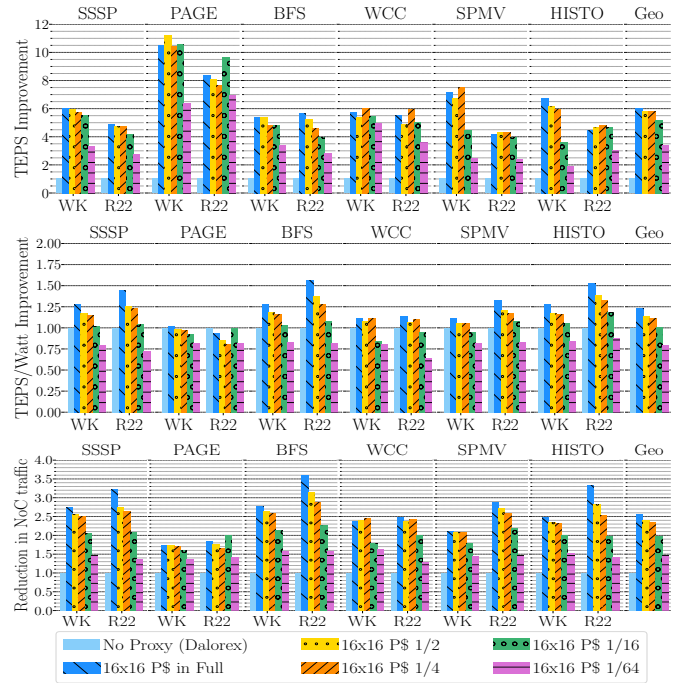 SSSP PAGE BFS WCC SPMV HISTO Geo
TEPS Improvement
12
10
8
6
4
2
0
WK R22 WK R22 WK R22 WK R22 WK R22 WK R22
SSSP PAGE BFS WCC SPMV HISTO Geo
TEPS/Watt Improvement
2.00
1.75
1.50
1.25
1.00
0.75
0.50
0.25
0.00
WK R22 WK R22 WK R22 WK R22 WK R22 WK R22
SSSP PAGE BFS WCC SPMV HISTO Geo
Reduction in NoC traffic
4.0
3.5
3.0
2.5
2.0
1.5
1.0
0.5
0.0
WK R22 WK R22 WK R22 WK R22 WK R22 WK R22
No Proxy (Dalorex) 16x16 P$ 1/2 16x16 P$ 1/16
16x16 P$ in Full 16x16 P$ 1/4 16x16 P$ 1/64